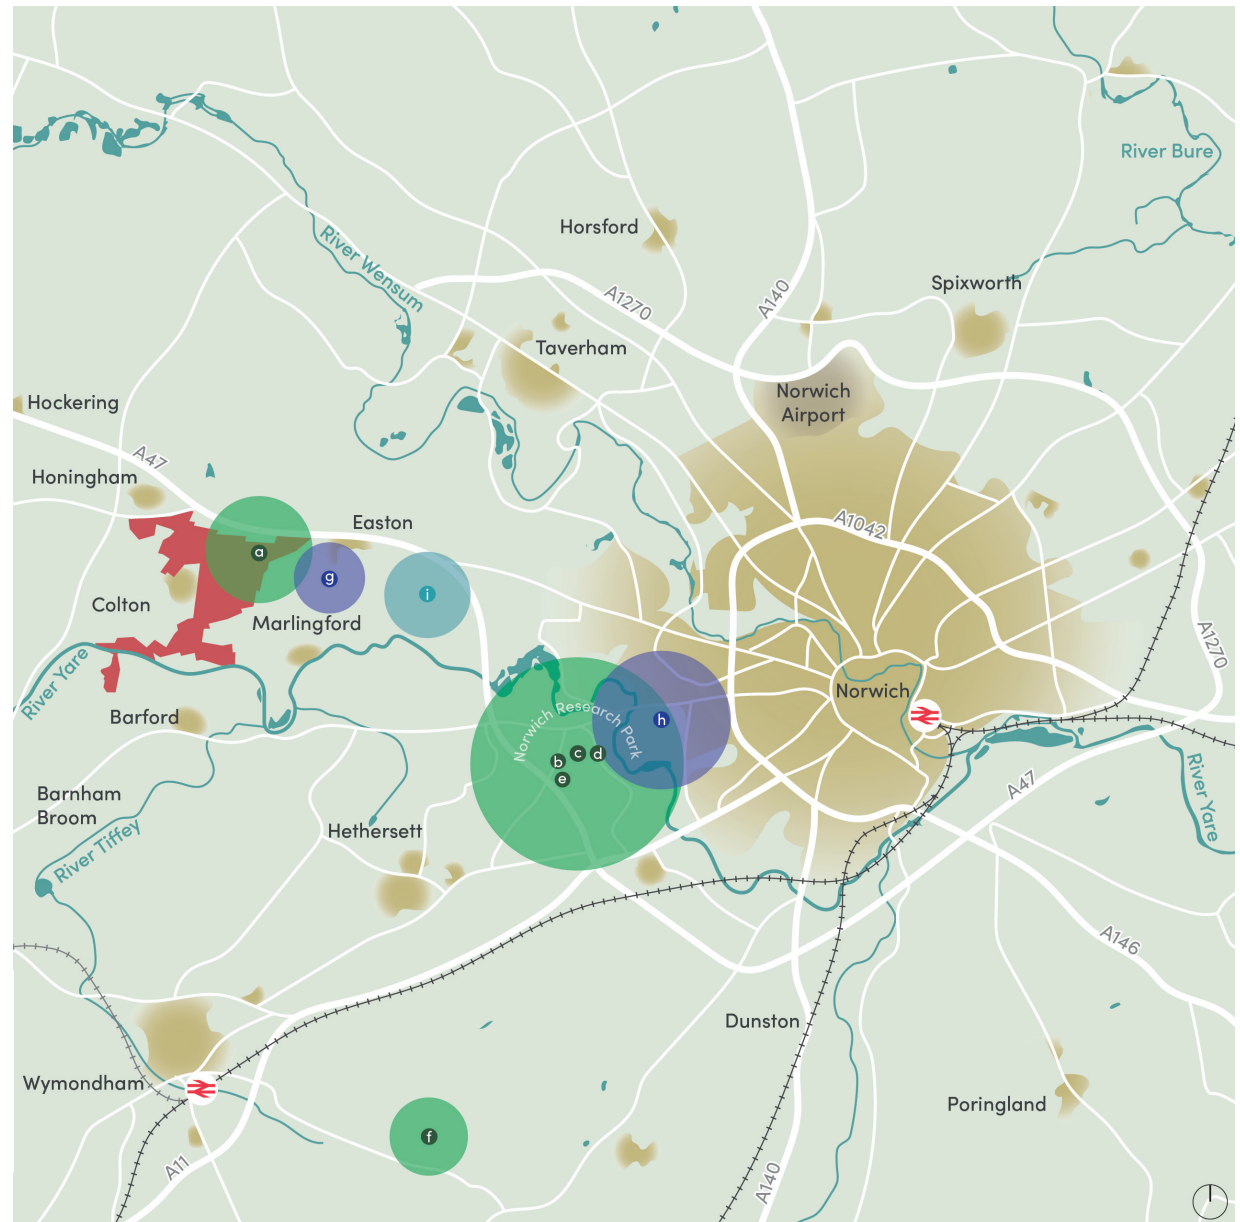 River Bure
Horsford
River Wensum
Spixworth
A1270
A140
Taverham
Norwich
Airport
Hockering
A47
Honingham
Easton
A1042
a
g
i
Colton
Marlingford
A1270
River Yare
Norwich
Barford
Norwich Research Park
h
b
c
d
e
A47
River Yare
Barnham
Broom
River Tiffey
Hethersett
A146
Dunston
Wymondham
Poringland
f
A11
A140